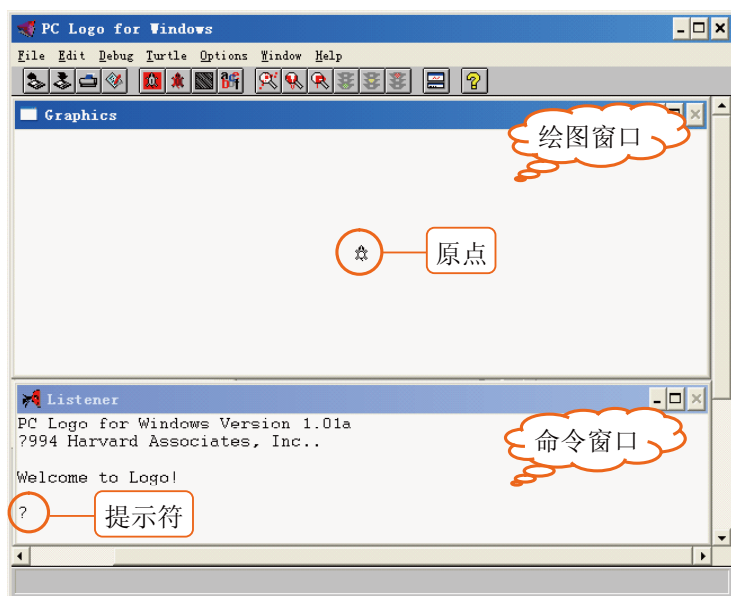 PC Logo for Windows
File Edit Debug Turtle Options Window Help
Graphics
绘图窗口
原点
Listener
PC Logo for Windows Version 1.01a
?994 Harvard Associates, Inc..
命令窗口
Welcome to Logo!
?
提示符